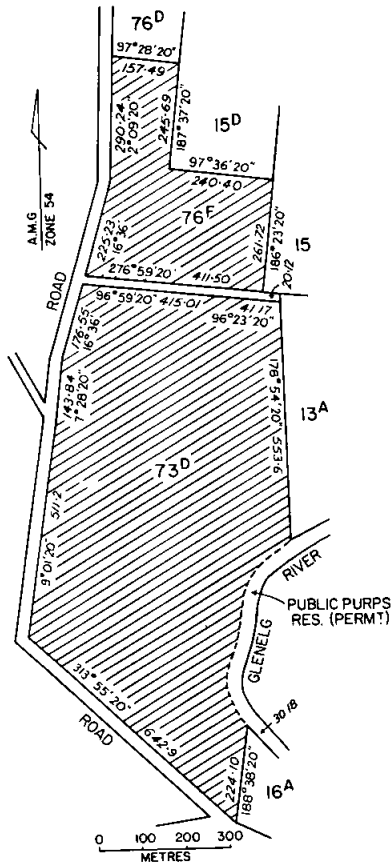 76D
97°28'20"
157·49
290·24
2°09'20"
245·69
187°37'20"
15D
97°36'20"
240·40
76F
A.M.G
ZONE 54
225·23
16°36'
261·72
186°23'20"
15
20·12
276°59'20"
411·50
ROAD
96°59'20"
415·01
41·17
96°23'20"
176·55
16°36'
143·84
7°28'20"
178°54'20"
553·6
13A
73D
511·2
9°01'20"
RIVER
GLENELG
PUBLIC PURPS
RES. (PERMT)
313°55'20"
642·9
ROAD
30·18
224·10
188°38'20"
16A
0 100 200 300
METRES